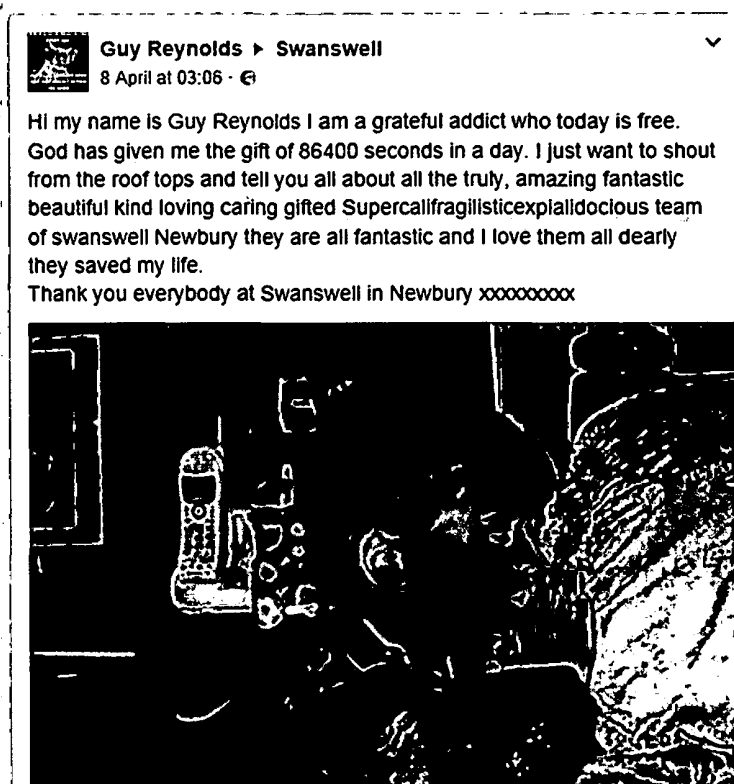 Guy Reynolds ▸ Swanswell
8 April at 03:06 ·
Hi my name is Guy Reynolds I am a grateful addict who today is free.
God has given me the gift of 86400 seconds in a day. I just want to shout
from the roof tops and tell you all about all the truly, amazing fantastic
beautiful kind loving caring gifted Supercalifragilisticexpialidocious team
of swanswell Newbury they are all fantastic and I love them all dearly
they saved my life.
Thank you everybody at Swanswell in Newbury xxxxxxxxx